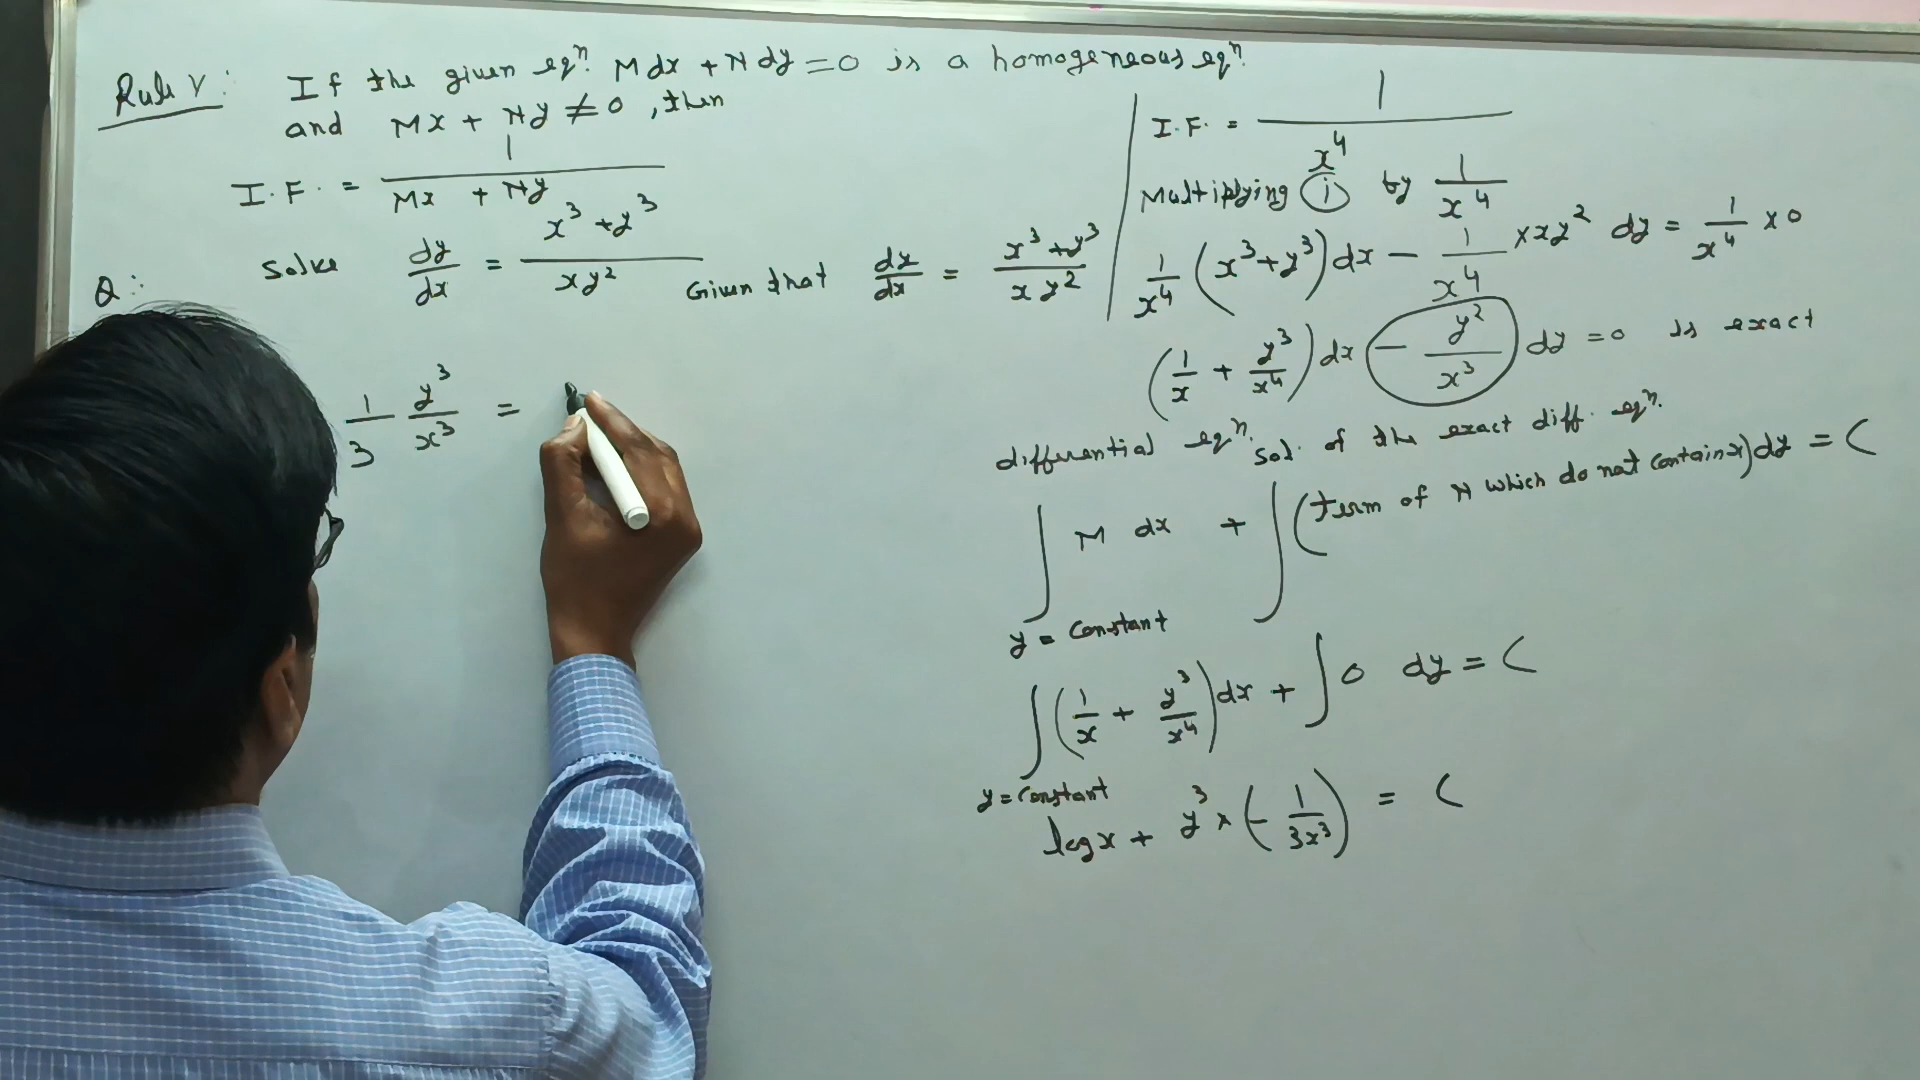 Rule V: If the given eqⁿ. Mdx + Ndy = 0 is a homogeneous eqⁿ.
and Mx + Ny ≠ 0, then
I.F. = 1/(Mx + Ny)
Q: Solve dy/dx = (x³ + y³)/(xy²) Given that dy/dx = (x³ + y³)/(x y²)
1/3 y³/x³ =
I.F. = 1/x⁴
Multiplying (i) by 1/x⁴
1/x⁴ (x³ + y³) dx − 1/x⁴ × xy² dy = 1/x⁴ × 0
(1/x + y³/x⁴) dx − y²/x³ dy = 0 is exact
differential eqⁿ. Sol. of the exact diff. eqⁿ.
∫ M dx + ∫ (term of N which do not contain x) dy = C
y = constant
∫ (1/x + y³/x⁴) dx + ∫ 0 dy = C
y = constant
log x + y³ × (− 1/3x³) = C